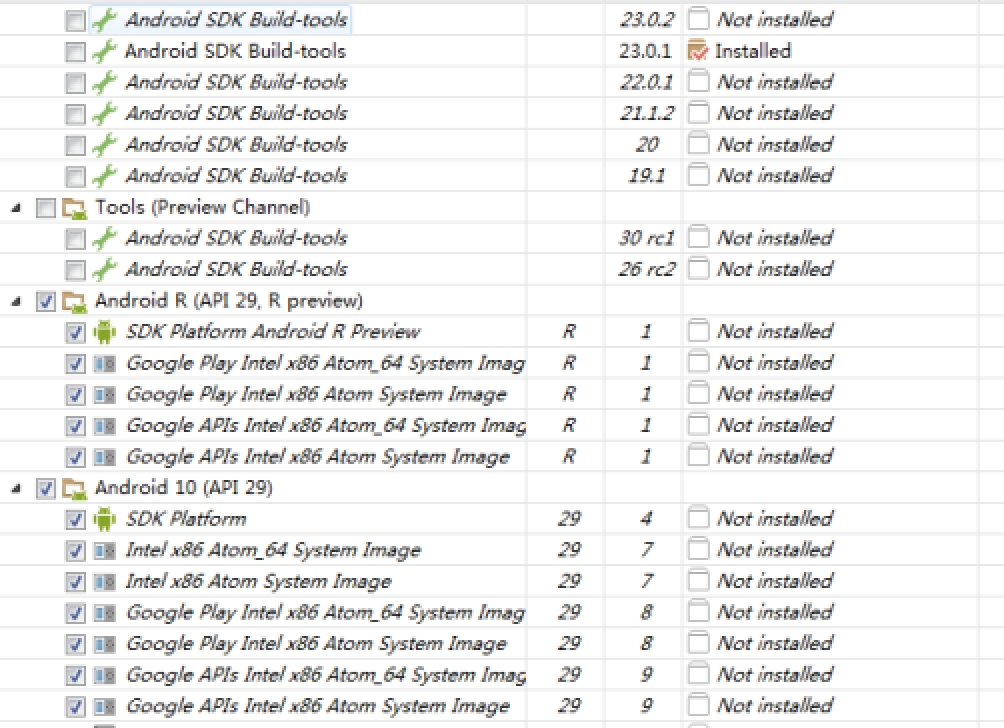 Android SDK Build-tools 23.0.2 Not installed
Android SDK Build-tools 23.0.1 Installed
Android SDK Build-tools 22.0.1 Not installed
Android SDK Build-tools 21.1.2 Not installed
Android SDK Build-tools 20 Not installed
Android SDK Build-tools 19.1 Not installed
Tools (Preview Channel)
Android SDK Build-tools 30 rc1 Not installed
Android SDK Build-tools 26 rc2 Not installed
Android R (API 29, R preview)
SDK Platform Android R Preview R 1 Not installed
Google Play Intel x86 Atom_64 System Imag R 1 Not installed
Google Play Intel x86 Atom System Image R 1 Not installed
Google APIs Intel x86 Atom_64 System Imag R 1 Not installed
Google APIs Intel x86 Atom System Image R 1 Not installed
Android 10 (API 29)
SDK Platform 29 4 Not installed
Intel x86 Atom_64 System Image 29 7 Not installed
Intel x86 Atom System Image 29 7 Not installed
Google Play Intel x86 Atom_64 System Imag 29 8 Not installed
Google Play Intel x86 Atom System Image 29 8 Not installed
Google APIs Intel x86 Atom_64 System Imag 29 9 Not installed
Google APIs Intel x86 Atom System Image 29 9 Not installed